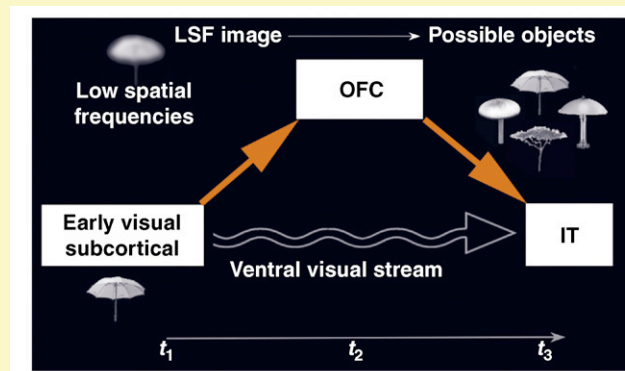 LSF image
Possible objects
Low spatial
frequencies
OFC
Early visual
subcortical
IT
Ventral visual stream
t1
t2
t3